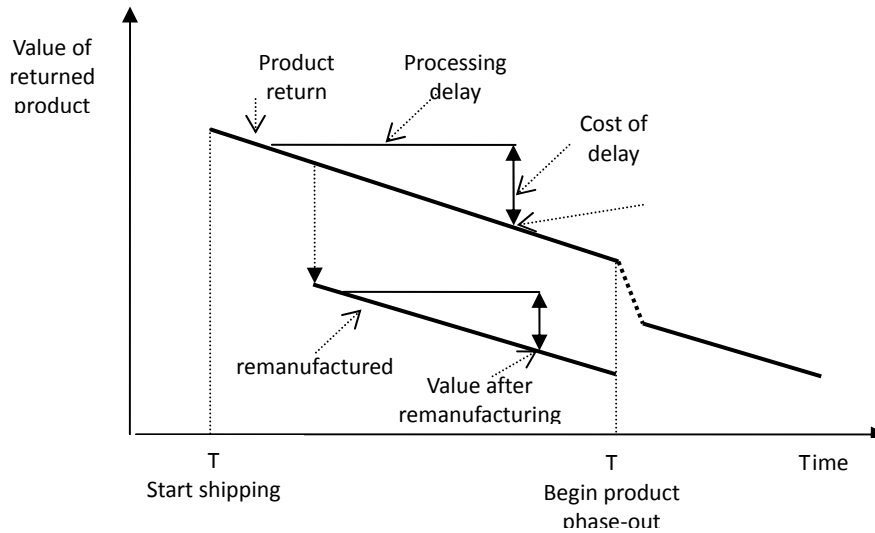 Value of
returned
product
Product
return
Processing
delay
Cost of
delay
remanufactured
Value after
remanufacturing
T
Start shipping
T
Begin product
phase-out
Time